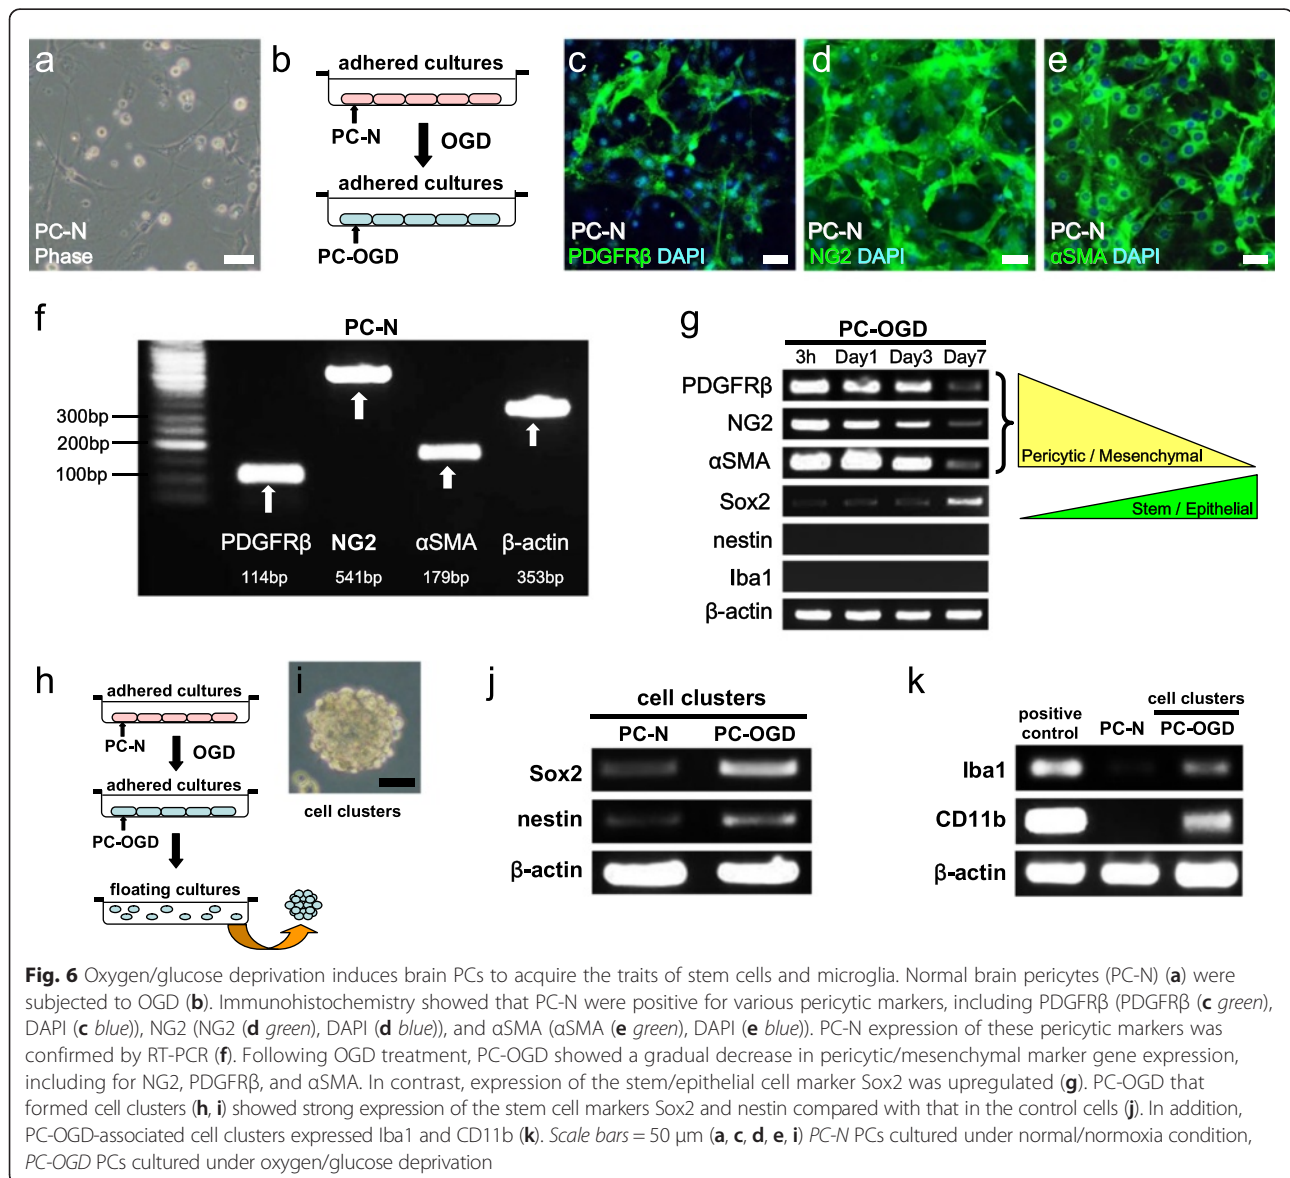 a
PC-N
Phase
b
adhered cultures
PC-N
OGD
adhered cultures
PC-OGD
c
PC-N
PDGFRβ DAPI
d
PC-N
NG2 DAPI
e
PC-N
αSMA DAPI
f
PC-N
300bp
200bp
100bp
PDGFRβ NG2 αSMA β-actin
114bp 541bp 179bp 353bp
g
PC-OGD
3h Day1 Day3 Day7
PDGFRβ
NG2
αSMA
Sox2
nestin
Iba1
β-actin
Pericytic / Mesenchymal
Stem / Epithelial
h
adhered cultures
PC-N
OGD
adhered cultures
PC-OGD
floating cultures
i
cell clusters
j
cell clusters
PC-N PC-OGD
Sox2
nestin
β-actin
k
cell clusters
positive control PC-N PC-OGD
Iba1
CD11b
β-actin
Fig. 6 Oxygen/glucose deprivation induces brain PCs to acquire the traits of stem cells and microglia. Normal brain pericytes (PC-N) (a) were
subjected to OGD (b). Immunohistochemistry showed that PC-N were positive for various pericytic markers, including PDGFRβ (PDGFRβ (c green),
DAPI (c blue)), NG2 (NG2 (d green), DAPI (d blue)), and αSMA (αSMA (e green), DAPI (e blue)). PC-N expression of these pericytic markers was
confirmed by RT-PCR (f). Following OGD treatment, PC-OGD showed a gradual decrease in pericytic/mesenchymal marker gene expression,
including for NG2, PDGFRβ, and αSMA. In contrast, expression of the stem/epithelial cell marker Sox2 was upregulated (g). PC-OGD that
formed cell clusters (h, i) showed strong expression of the stem cell markers Sox2 and nestin compared with that in the control cells (j). In addition,
PC-OGD-associated cell clusters expressed Iba1 and CD11b (k). Scale bars = 50 μm (a, c, d, e, i) PC-N PCs cultured under normal/normoxia condition,
PC-OGD PCs cultured under oxygen/glucose deprivation